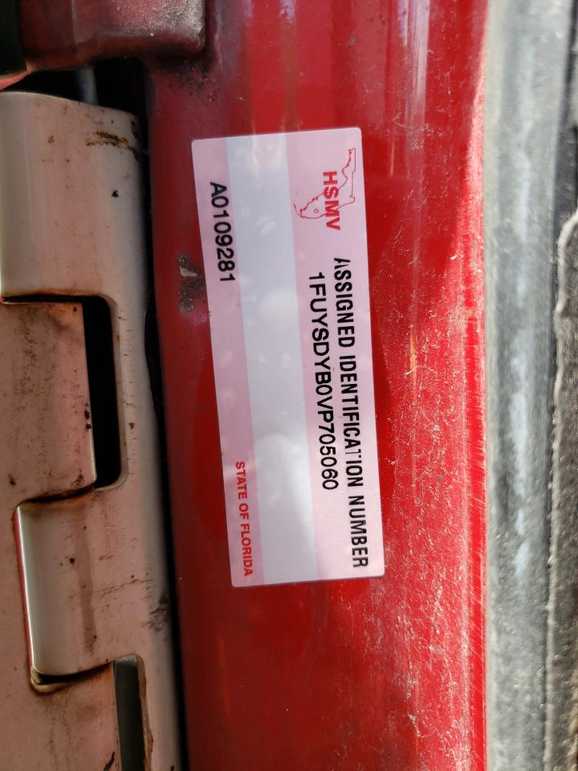 HSMV
ASSIGNED IDENTIFICATION NUMBER
1FUYSDYB0VP705060
A0109281
STATE OF FLORIDA